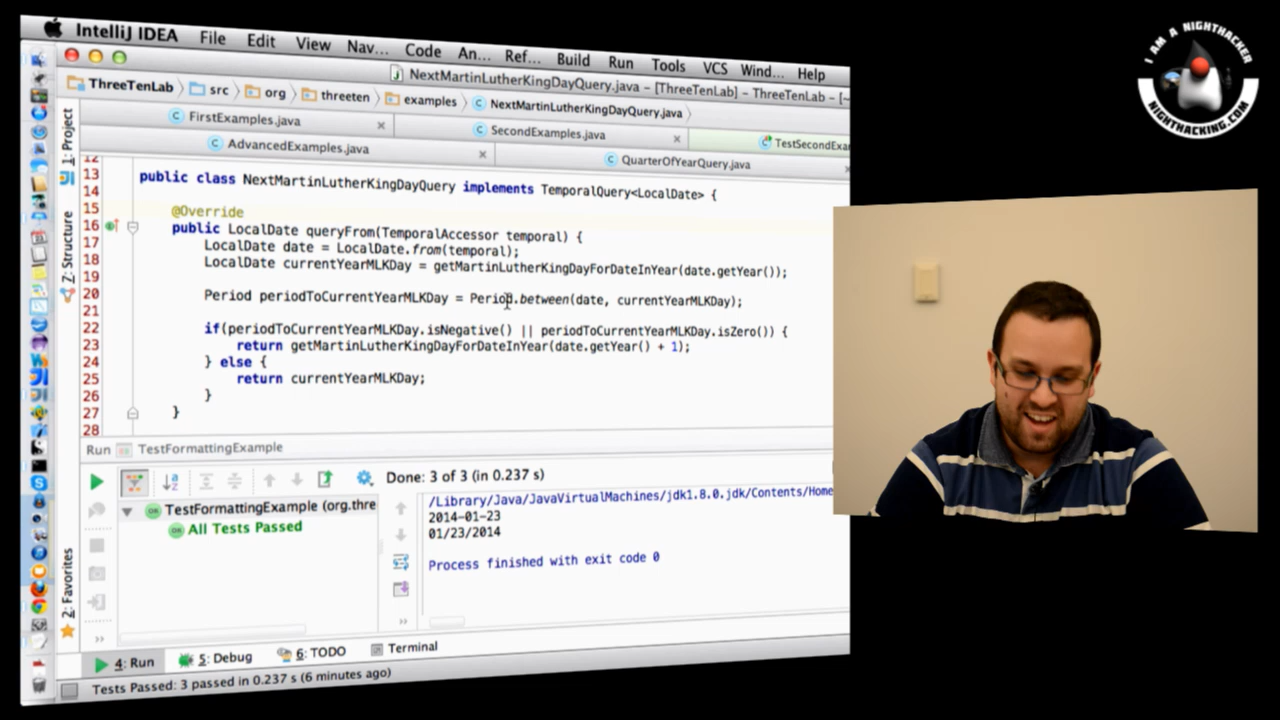 IntelliJ IDEA File Edit View Nav... Code An... Ref... Build Run Tools VCS Wind... Help
NextMartinLutherKingDayQuery.java – [ThreeTenLab] – ThreeTenLab – [~
ThreeTenLab src org threeten examples NextMartinLutherKingDayQuery.java
FirstExamples.java SecondExamples.java TestSecondExa
AdvancedExamples.java QuarterOfYearQuery.java
1: Project
7: Structure
2: Favorites
12
13 public class NextMartinLutherKingDayQuery implements TemporalQuery<LocalDate> {
14
15 @Override
16 public LocalDate queryFrom(TemporalAccessor temporal) {
17 LocalDate date = LocalDate.from(temporal);
18 LocalDate currentYearMLKDay = getMartinLutherKingDayForDateInYear(date.getYear());
19
20 Period periodToCurrentYearMLKDay = Period.between(date, currentYearMLKDay);
21
22 if(periodToCurrentYearMLKDay.isNegative() || periodToCurrentYearMLKDay.isZero()) {
23 return getMartinLutherKingDayForDateInYear(date.getYear() + 1);
24 } else {
25 return currentYearMLKDay;
26 }
27 }
28
Run TestFormattingExample
Done: 3 of 3 (in 0.237 s)
TestFormattingExample (org.thre
All Tests Passed
/Library/Java/JavaVirtualMachines/jdk1.8.0.jdk/Contents/Home
2014-01-23
01/23/2014
Process finished with exit code 0
4: Run 5: Debug 6: TODO Terminal
Tests Passed: 3 passed in 0.237 s (6 minutes ago)
I AM A NIGHTHACKER
NIGHTHACKING.COM